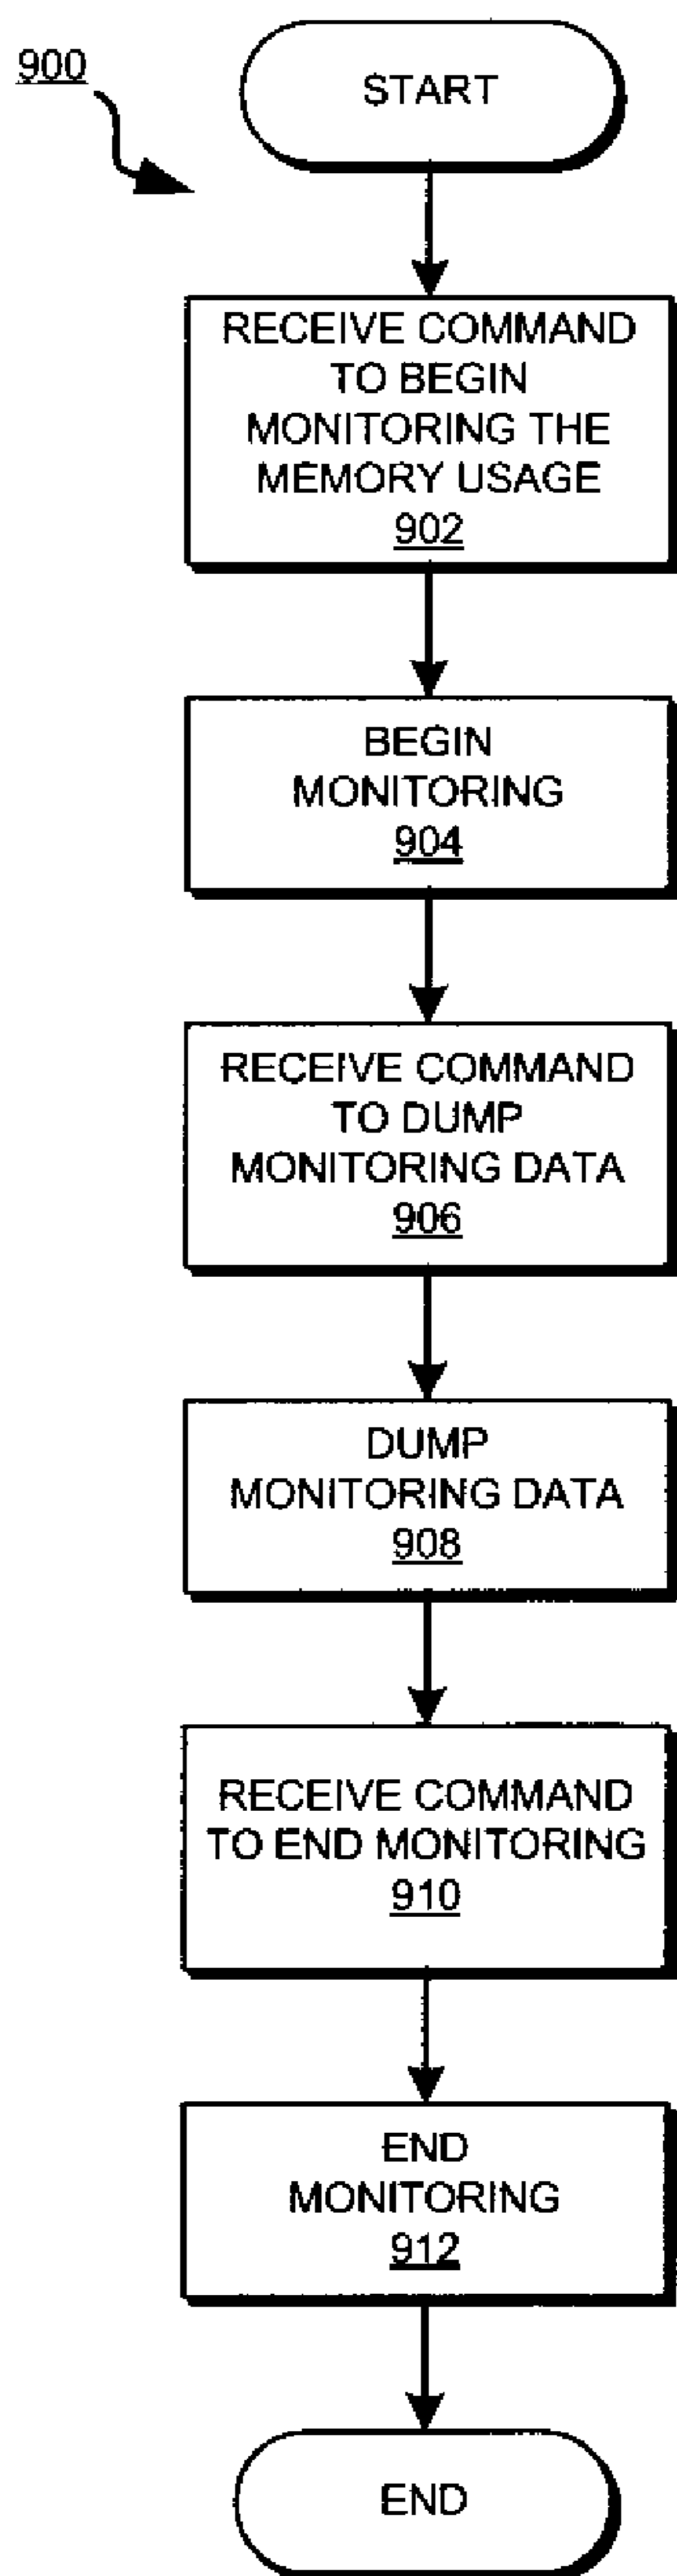 900
START
RECEIVE COMMAND
TO BEGIN
MONITORING THE
MEMORY USAGE
902
BEGIN
MONITORING
904
RECEIVE COMMAND
TO DUMP
MONITORING DATA
906
DUMP
MONITORING DATA
908
RECEIVE COMMAND
TO END MONITORING
910
END
MONITORING
912
END